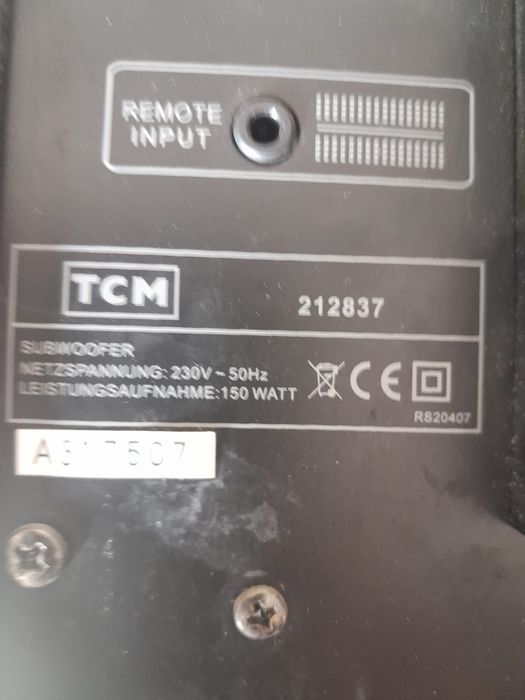 REMOTE
INPUT
TCM
212837
SUBWOOFER
NETZSPANNUNG: 230V ~ 50Hz
LEISTUNGSAUFNAHME:150 WATT
CE
RS20407
A317507